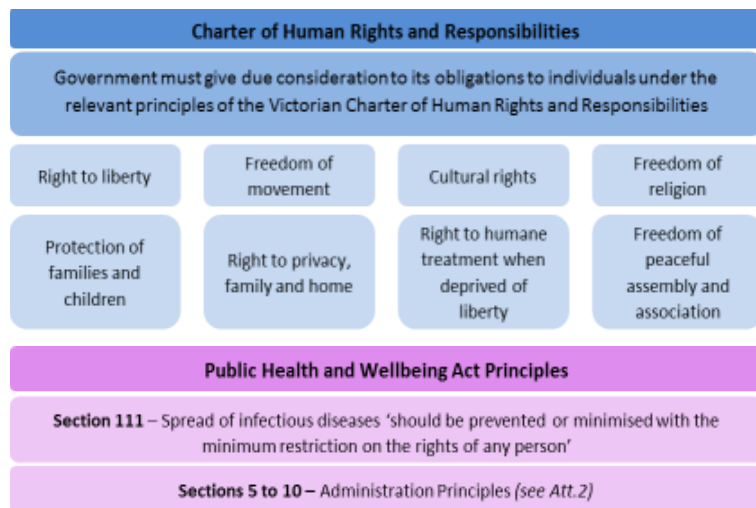 Charter of Human Rights and Responsibilities
Government must give due consideration to its obligations to individuals under the
relevant principles of the Victorian Charter of Human Rights and Responsibilities
Right to liberty
Freedom of
movement
Cultural rights
Freedom of
religion
Protection of
families and
children
Right to privacy,
family and home
Right to humane
treatment when
deprived of
liberty
Freedom of
peaceful
assembly and
association
Public Health and Wellbeing Act Principles
Section 111 – Spread of infectious diseases ‘should be prevented or minimised with the
minimum restriction on the rights of any person’
Sections 5 to 10 – Administration Principles (see Att.2)